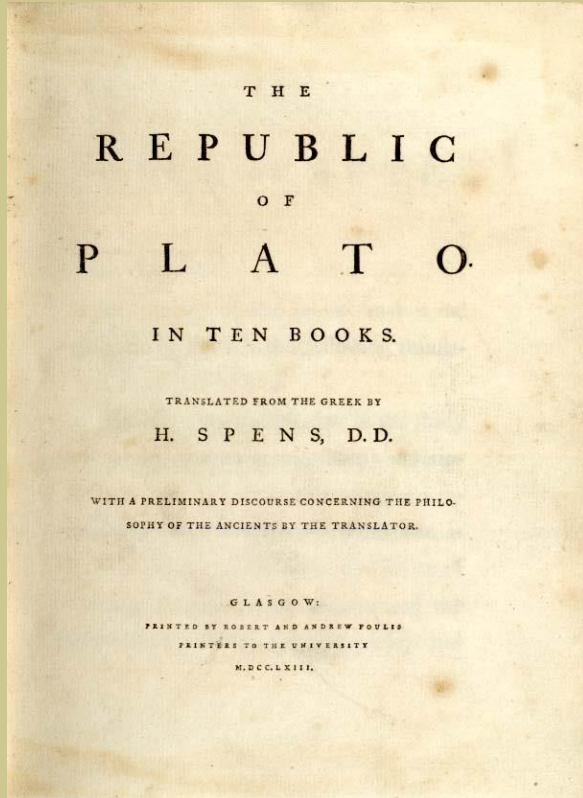 THE
REPUBLIC
OF
PLATO.
IN TEN BOOKS.
TRANSLATED FROM THE GREEK BY
H. SPENS, D.D.
WITH A PRELIMINARY DISCOURSE CONCERNING THE PHILO-
SOPHY OF THE ANCIENTS BY THE TRANSLATOR.
GLASGOW:
PRINTED BY ROBERT AND ANDREW FOULIS
PRINTERS TO THE UNIVERSITY
M.DCC.LXIII.